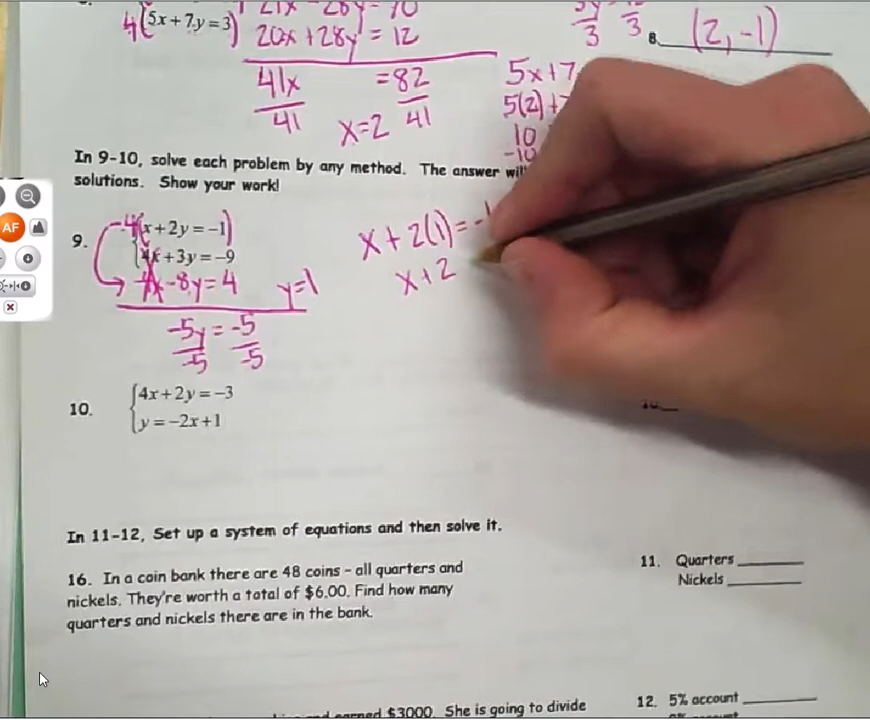 4(5x+7y=3)
20x+28y=12
41x =82
41 41
x=2
3 3
8. (2,-1)
5x+7
5(2)+
10
-10
In 9-10, solve each problem by any method. The answer
solutions. Show your work!
AF
9. -4(x+2y=-1)
4x+3y=-9
-4x-8y=4 y=1
-5y=-5
-5 -5
x+2(1)=-1
x+2
10. 4x+2y=-3
y=-2x+1
In 11-12, Set up a system of equations and then solve it.
16. In a coin bank there are 48 coins - all quarters and
nickels. They're worth a total of $6.00. Find how many
quarters and nickels there are in the bank.
11. Quarters
Nickels
earned $3000. She is going to divide
12. 5% account